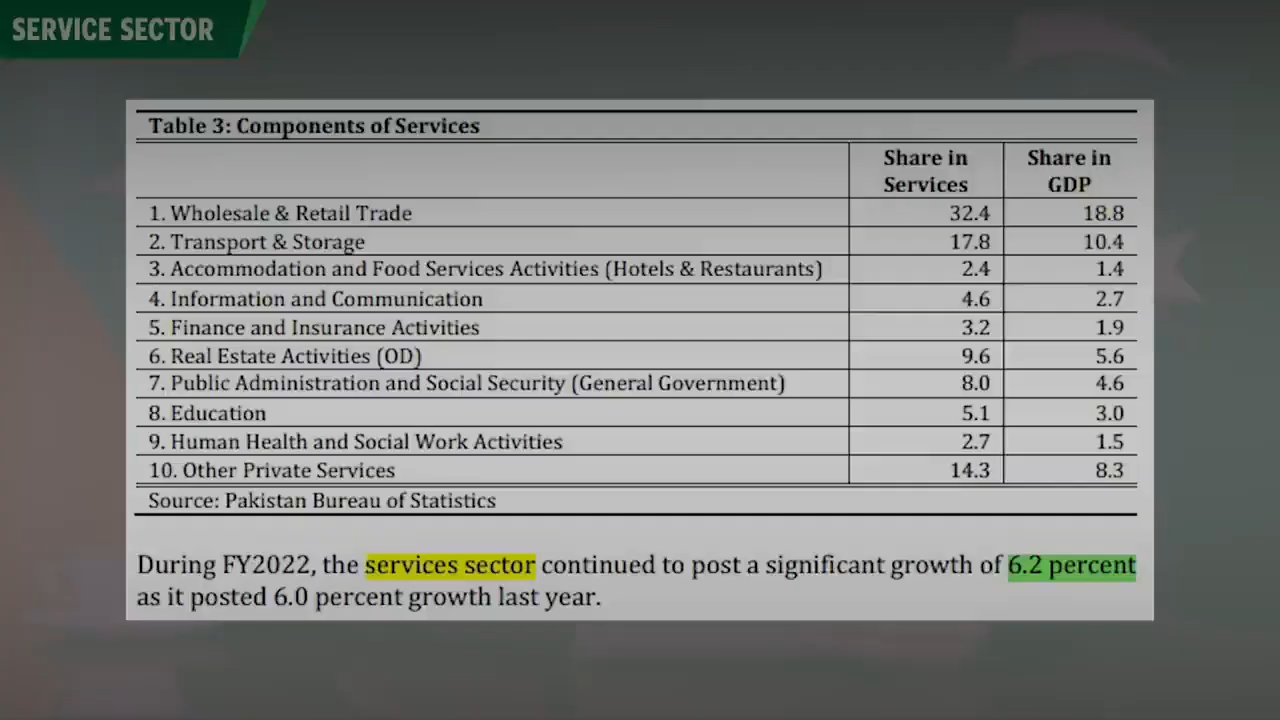 SERVICE SECTOR
Table 3: Components of Services
Share in Services Share in GDP
1. Wholesale & Retail Trade 32.4 18.8
2. Transport & Storage 17.8 10.4
3. Accommodation and Food Services Activities (Hotels & Restaurants) 2.4 1.4
4. Information and Communication 4.6 2.7
5. Finance and Insurance Activities 3.2 1.9
6. Real Estate Activities (OD) 9.6 5.6
7. Public Administration and Social Security (General Government) 8.0 4.6
8. Education 5.1 3.0
9. Human Health and Social Work Activities 2.7 1.5
10. Other Private Services 14.3 8.3
Source: Pakistan Bureau of Statistics
During FY2022, the services sector continued to post a significant growth of 6.2 percent
as it posted 6.0 percent growth last year.